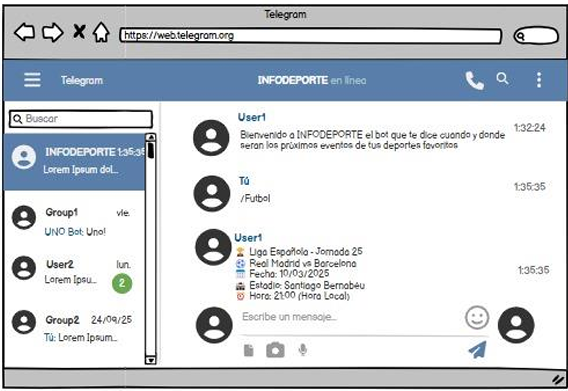 Telegram
https://web.telegram.org
Telegram
INFODEPORTE en línea
Buscar
INFODEPORTE 1:35:35
Lorem Ipsum dol...
Group1 vie.
UNO Bot: Uno!
User2 lun.
Lorem Ipsu... 2
Group2 24/09/25
Tú: Lorem Ipsum...
User1
Bienvenido a INFODEPORTE el bot que te dice cuando y donde 1:32:24
seran los próximos eventos de tus deportes favoritos
Tú
/Futbol 1:35:35
User1
Liga Española - Jornada 25
Real Madrid vs Barcelona
Fecha: 10/03/2025 1:35:35
Estadio: Santiago Bernabéu
Hora: 21:00 (Hora Local)
Escribe un mensaje...